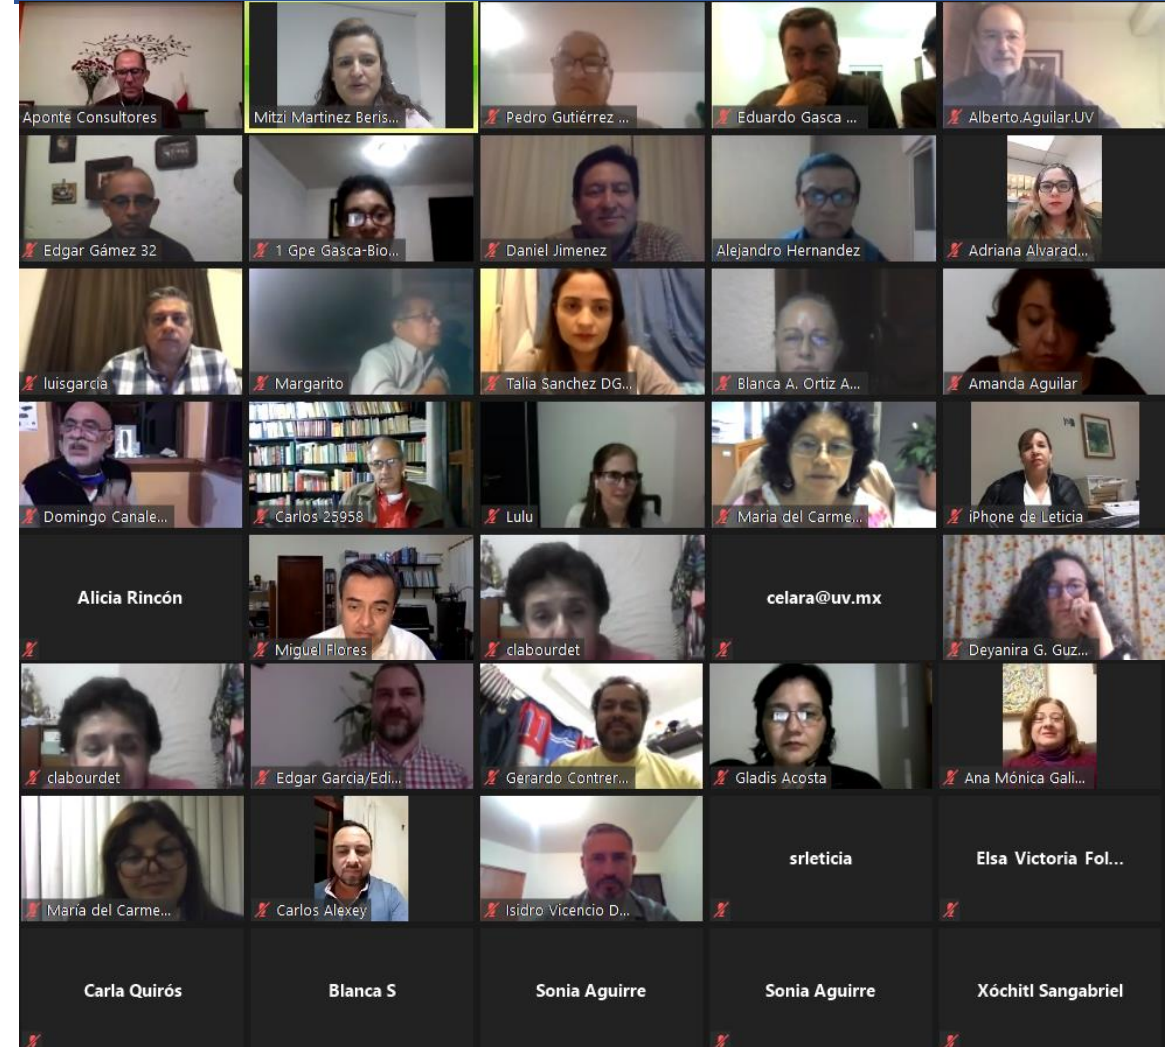 Aponte Consultores
Mitzi Martinez Beris...
Pedro Gutiérrez ...
Eduardo Gasca ...
Alberto.Aguilar.UV
Edgar Gámez 32
1 Gpe Gasca-Bio...
Daniel Jimenez
Alejandro Hernandez
Adriana Alvarad...
luisgarcía
Margarito
Talia Sanchez DG...
Blanca A. Ortiz A...
Amanda Aguilar
Domingo Canale...
Carlos 25958
Lulu
Maria del Carme...
iPhone de Leticia
Alicia Rincón
Miguel Flores
clabourdet
celara@uv.mx
Deyanira G. Guz...
clabourdet
Edgar Garcia/Edi...
Gerardo Contrer...
Gladis Acosta
Ana Mónica Gali...
María del Carme...
Carlos Alexey
Isidro Vicencio D...
srleticia
Elsa Victoria Fol...
Carla Quirós
Blanca S
Sonia Aguirre
Sonia Aguirre
Xóchitl Sangabriel